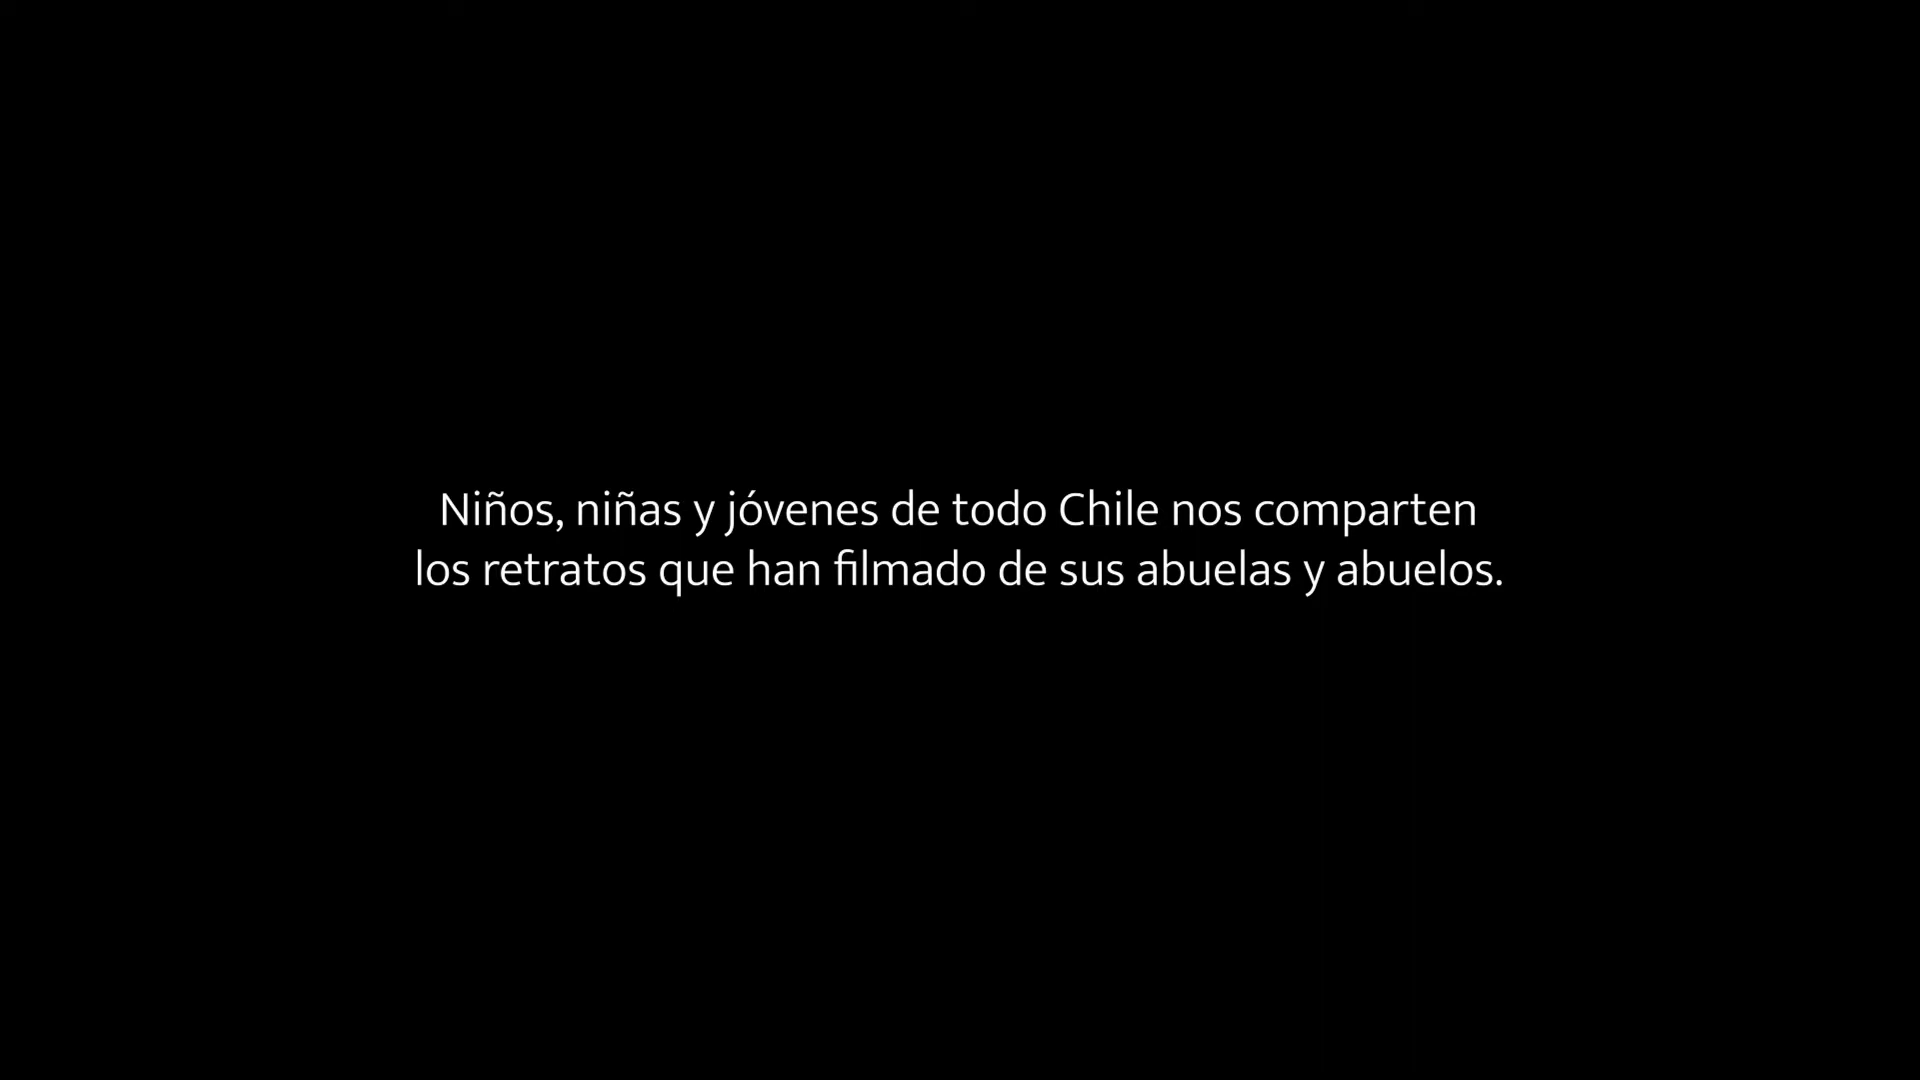 Niños, niñas y jóvenes de todo Chile nos comparten
los retratos que han filmado de sus abuelas y abuelos.